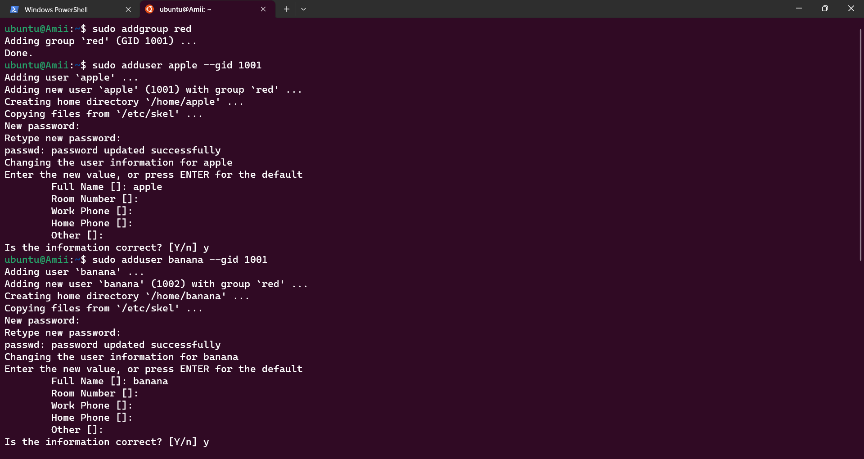 Windows PowerShell
ubuntu@Amii: ~
ubuntu@Amii:~$ sudo addgroup red
Adding group `red' (GID 1001) ...
Done.
ubuntu@Amii:~$ sudo adduser apple --gid 1001
Adding user `apple' ...
Adding new user `apple' (1001) with group `red' ...
Creating home directory `/home/apple' ...
Copying files from `/etc/skel' ...
New password:
Retype new password:
passwd: password updated successfully
Changing the user information for apple
Enter the new value, or press ENTER for the default
Full Name []: apple
Room Number []:
Work Phone []:
Home Phone []:
Other []:
Is the information correct? [Y/n] y
ubuntu@Amii:~$ sudo adduser banana --gid 1001
Adding user `banana' ...
Adding new user `banana' (1002) with group `red' ...
Creating home directory `/home/banana' ...
Copying files from `/etc/skel' ...
New password:
Retype new password:
passwd: password updated successfully
Changing the user information for banana
Enter the new value, or press ENTER for the default
Full Name []: banana
Room Number []:
Work Phone []:
Home Phone []:
Other []:
Is the information correct? [Y/n] y